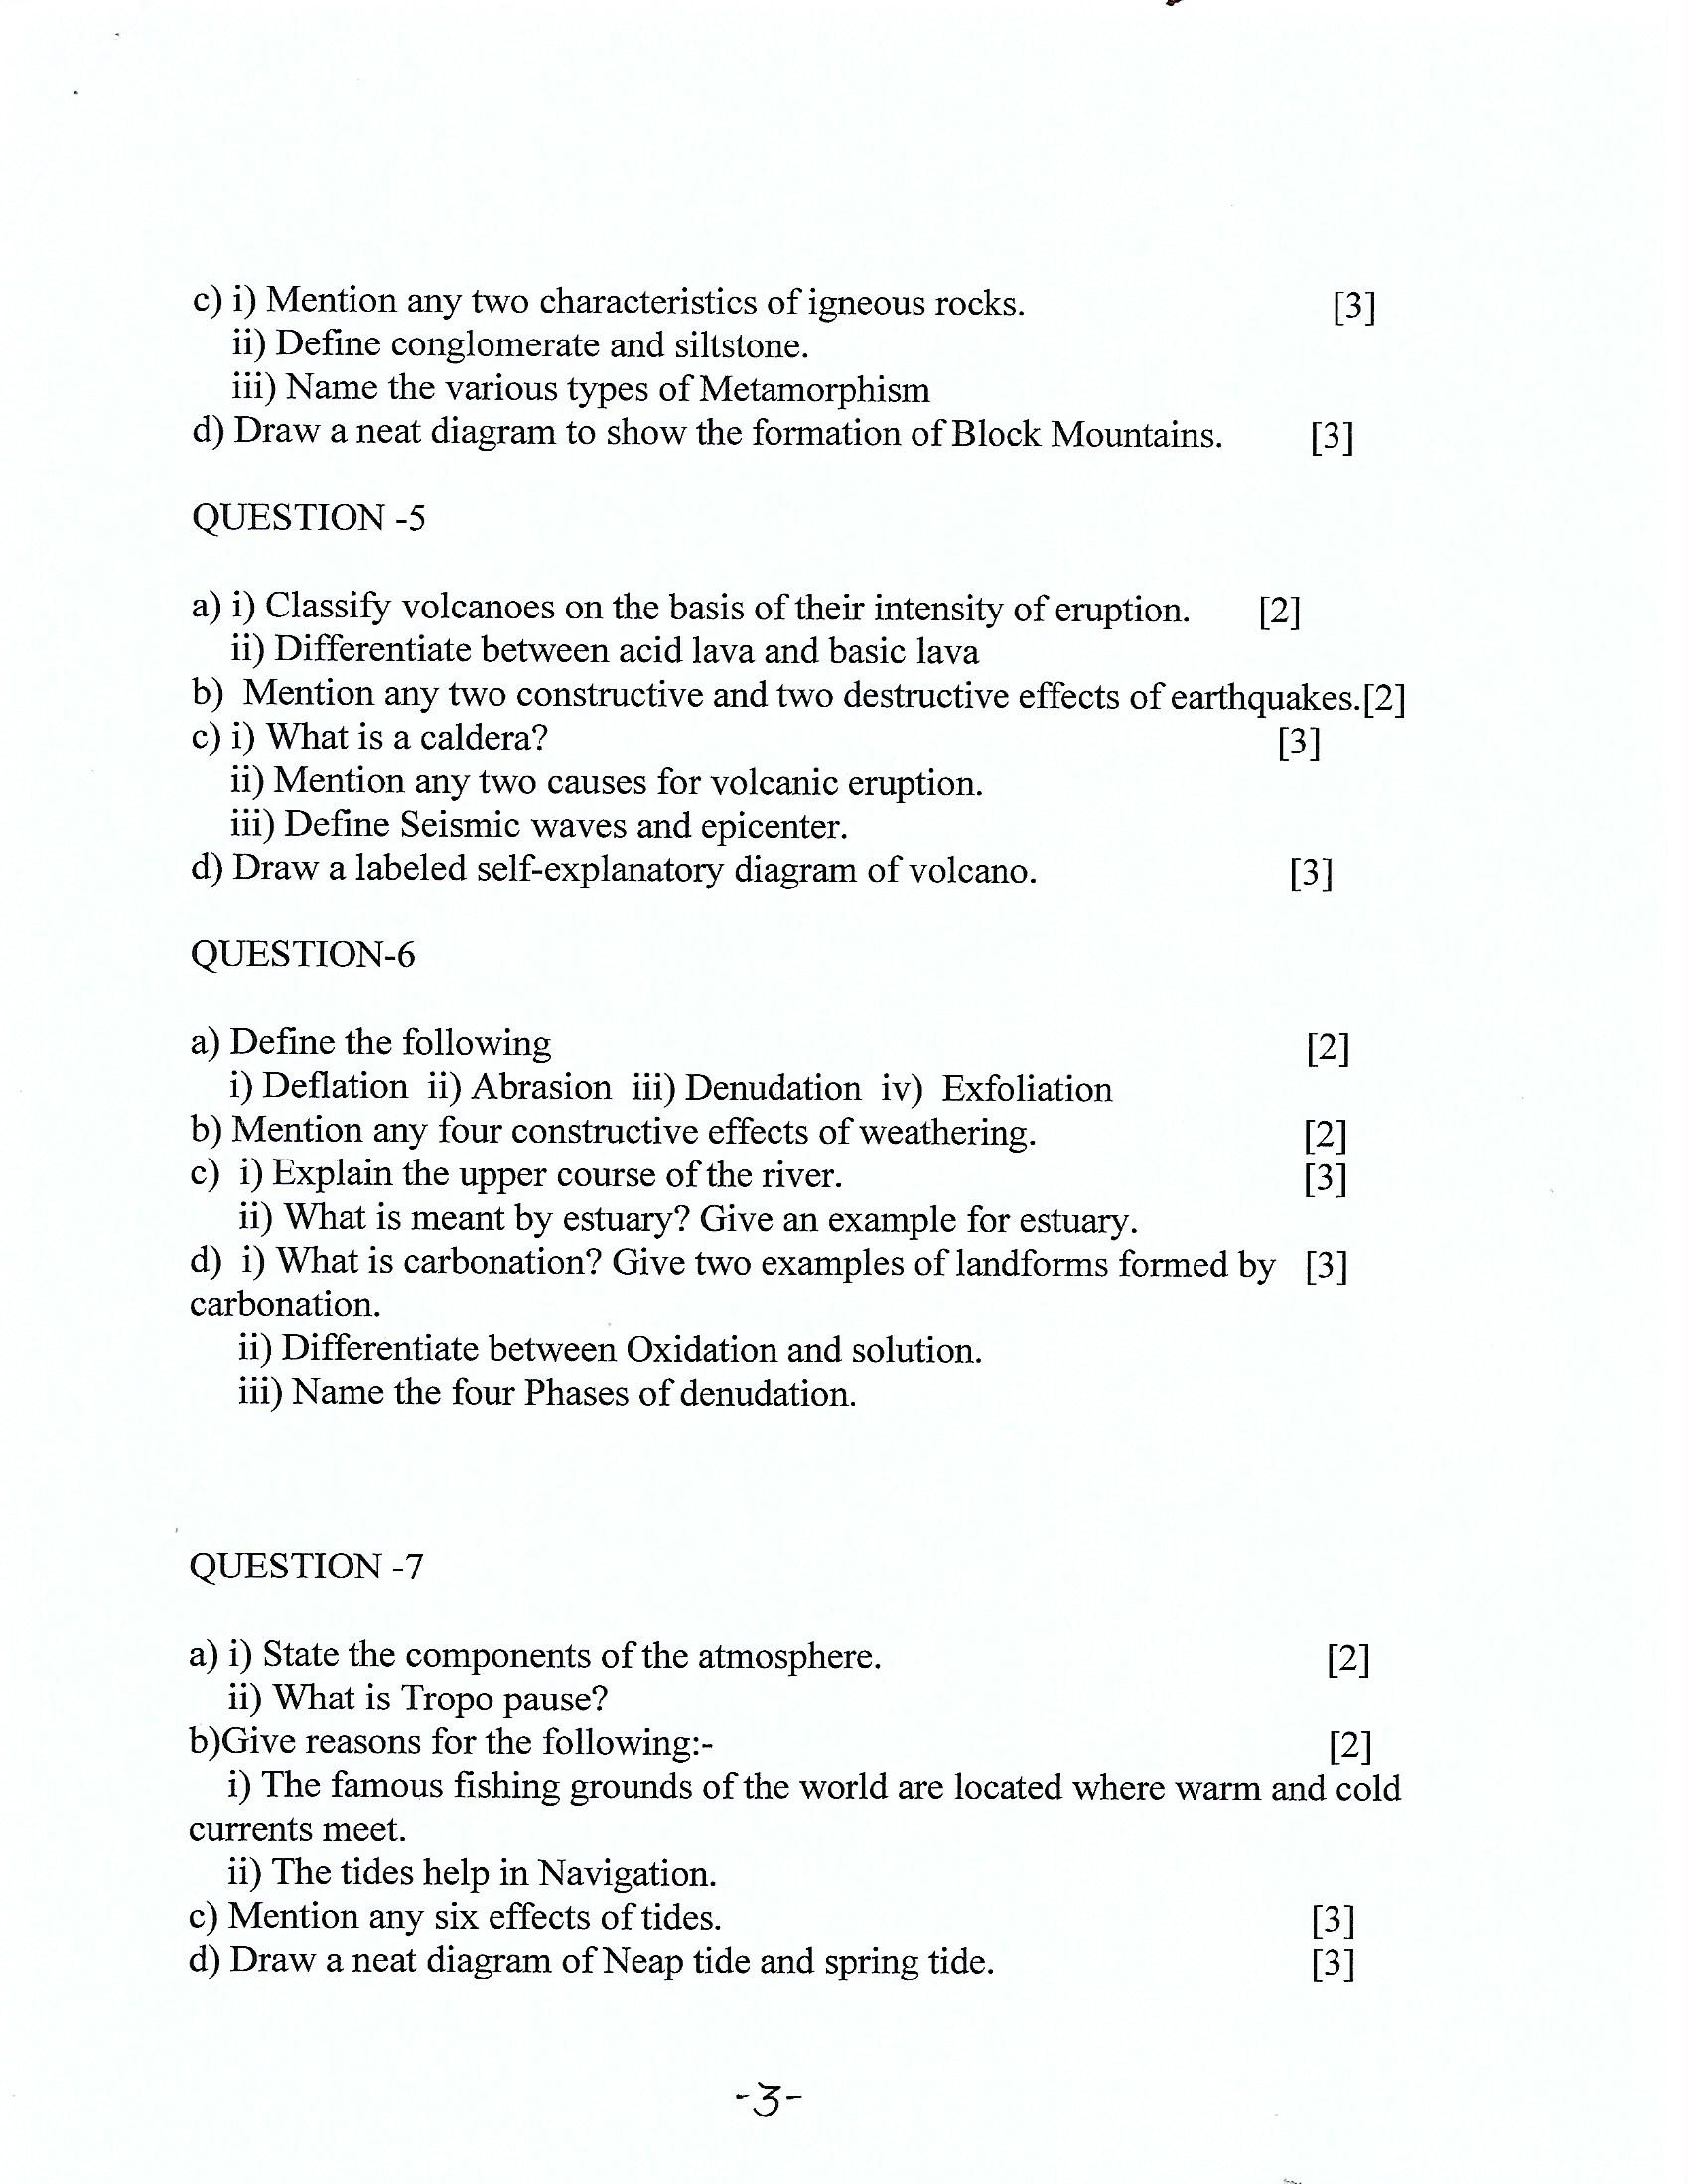 c) i) Mention any two characteristics of igneous rocks. [3]
ii) Define conglomerate and siltstone.
iii) Name the various types of Metamorphism
d) Draw a neat diagram to show the formation of Block Mountains. [3]
QUESTION -5
a) i) Classify volcanoes on the basis of their intensity of eruption. [2]
ii) Differentiate between acid lava and basic lava
b) Mention any two constructive and two destructive effects of earthquakes.[2]
c) i) What is a caldera? [3]
ii) Mention any two causes for volcanic eruption.
iii) Define Seismic waves and epicenter.
d) Draw a labeled self-explanatory diagram of volcano. [3]
QUESTION-6
a) Define the following [2]
i) Deflation ii) Abrasion iii) Denudation iv) Exfoliation
b) Mention any four constructive effects of weathering. [2]
c) i) Explain the upper course of the river. [3]
ii) What is meant by estuary? Give an example for estuary.
d) i) What is carbonation? Give two examples of landforms formed by [3]
carbonation.
ii) Differentiate between Oxidation and solution.
iii) Name the four Phases of denudation.
QUESTION -7
a) i) State the components of the atmosphere. [2]
ii) What is Tropo pause?
b)Give reasons for the following:- [2]
i) The famous fishing grounds of the world are located where warm and cold
currents meet.
ii) The tides help in Navigation.
c) Mention any six effects of tides. [3]
d) Draw a neat diagram of Neap tide and spring tide. [3]
-3-